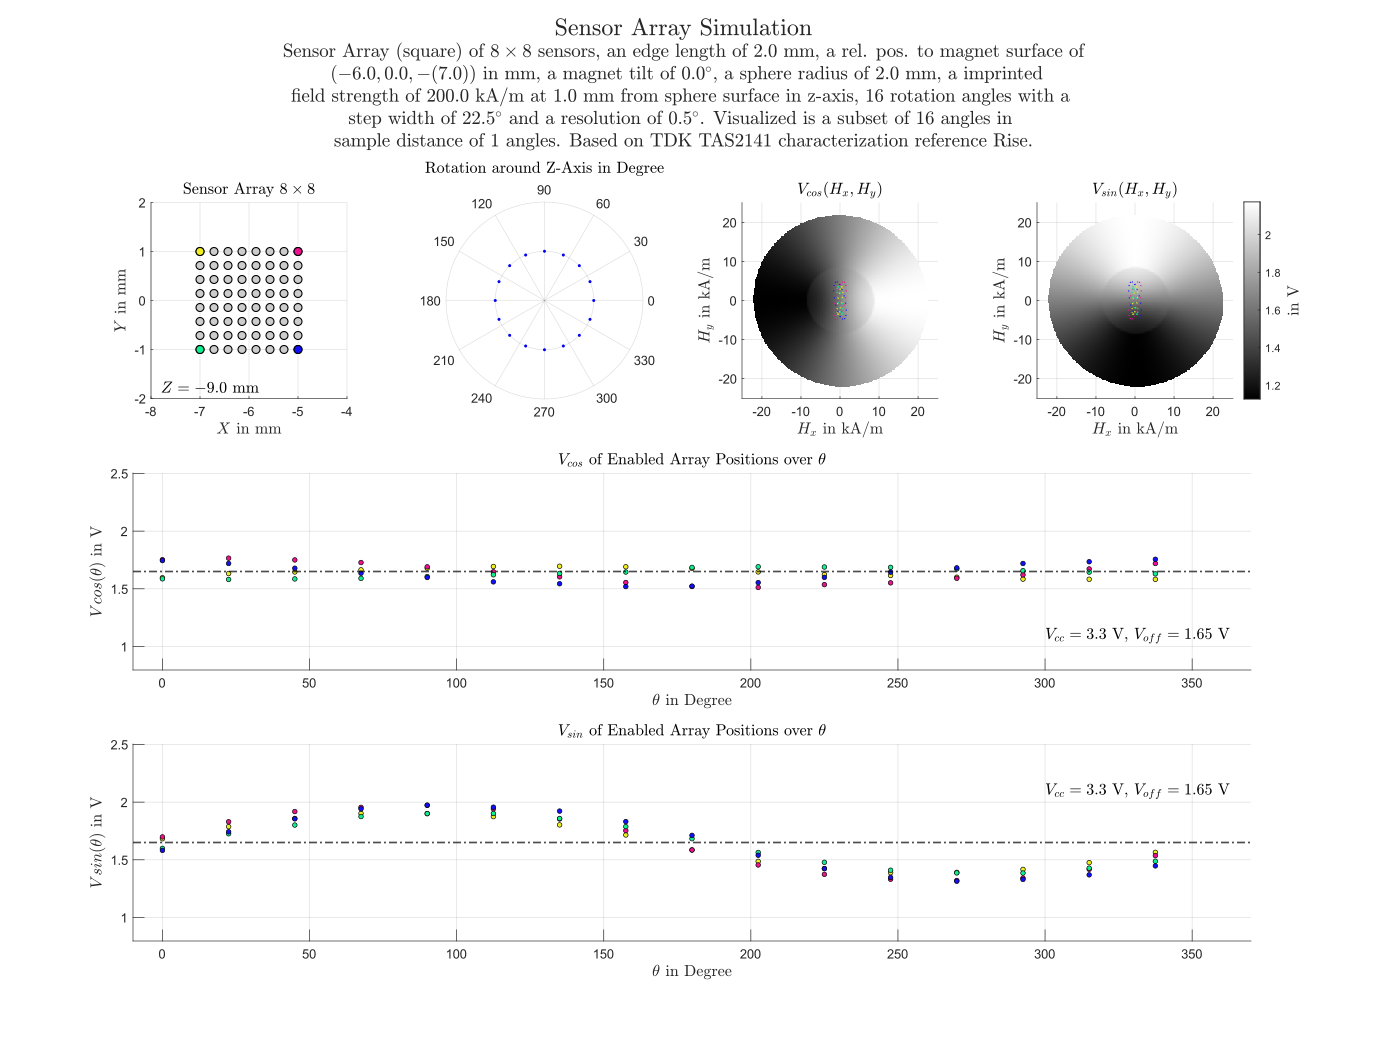 Sensor Array Simulation
Sensor Array (square) of 8 × 8 sensors, an edge length of 2.0 mm, a rel. pos. to magnet surface of
(−6.0, 0.0, −(7.0)) in mm, a magnet tilt of 0.0°, a sphere radius of 2.0 mm, a imprinted
field strength of 200.0 kA/m at 1.0 mm from sphere surface in z-axis, 16 rotation angles with a
step width of 22.5° and a resolution of 0.5°. Visualized is a subset of 16 angles in
sample distance of 1 angles. Based on TDK TAS2141 characterization reference Rise.
Sensor Array 8 × 8
2
1
0
-1
-2
Y in mm
Z = −9.0 mm
-8 -7 -6 -5 -4
X in mm
Rotation around Z-Axis in Degree
90
120 60
150 30
180 0
210 330
240 300
270
V_cos(H_x, H_y)
20
10
0
-10
-20
H_y in kA/m
-20 -10 0 10 20
H_x in kA/m
V_sin(H_x, H_y)
20
10
0
-10
-20
H_y in kA/m
-20 -10 0 10 20
H_x in kA/m
2
1.8
1.6
1.4
1.2
in V
V_cos of Enabled Array Positions over θ
2.5
2
1.5
1
Vcos(θ) in V
V_cc = 3.3 V, V_off = 1.65 V
0 50 100 150 200 250 300 350
θ in Degree
V_sin of Enabled Array Positions over θ
2.5
2
1.5
1
Vsin(θ) in V
V_cc = 3.3 V, V_off = 1.65 V
0 50 100 150 200 250 300 350
θ in Degree